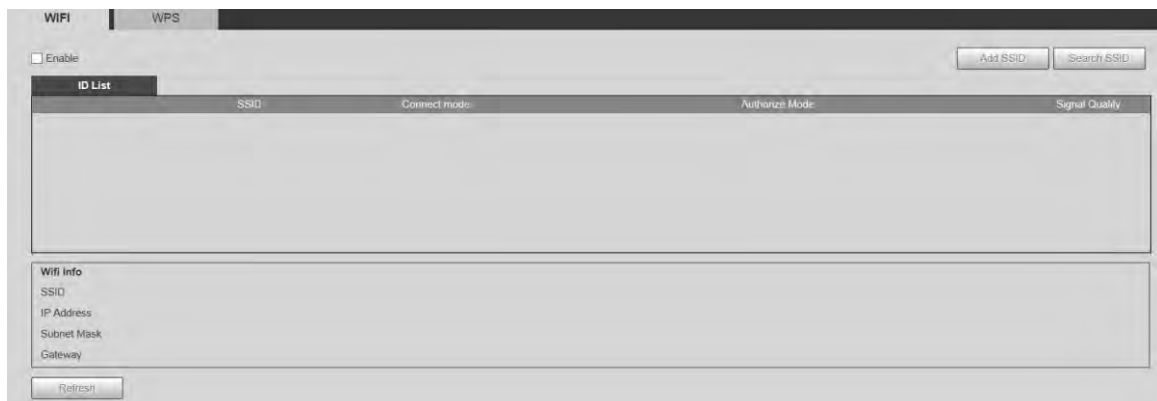 WIFI WPS
Enable Add SSID Search SSID
ID List
SSID Connect mode Authorize Mode Signal Quality
Wifi Info
SSID
IP Address
Subnet Mask
Gateway
Refresh